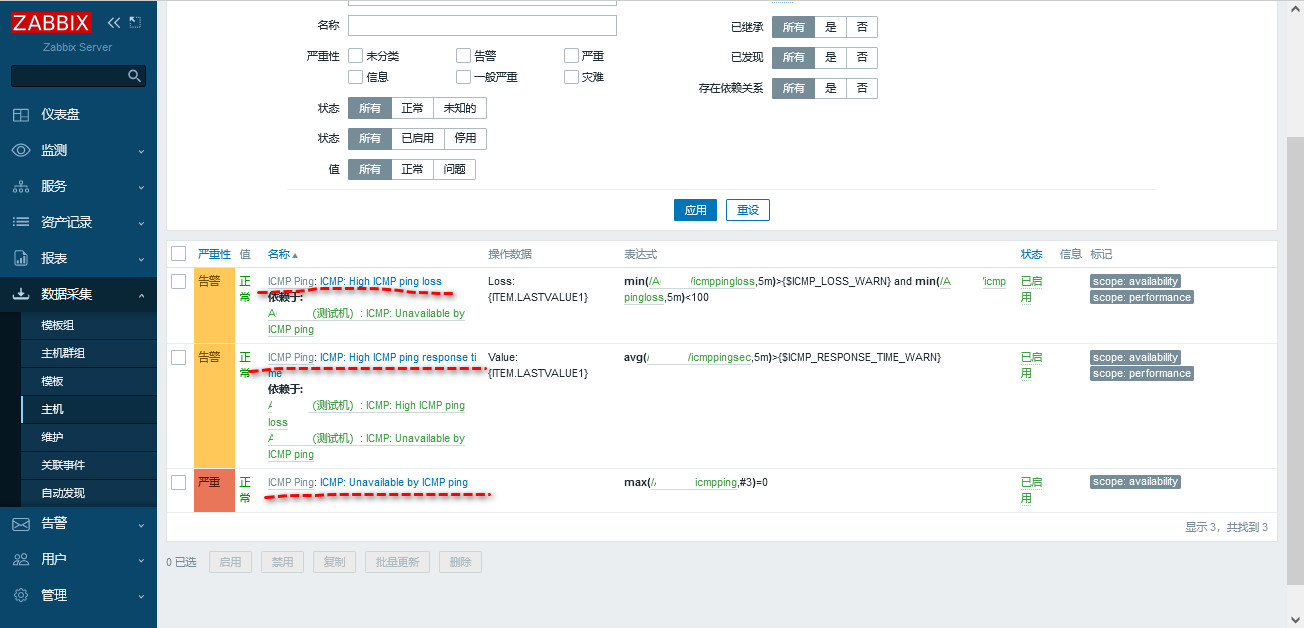 ZABBIX
Zabbix Server
仪表盘
监测
服务
资产记录
报表
数据采集
模板组
主机群组
模板
主机
维护
关联事件
自动发现
告警
用户
管理
名称
严重性 未分类 告警 严重
信息 一般严重 灾难
状态 所有 正常 未知的
状态 所有 已启用 停用
值 所有 正常 问题
已继承 所有 是 否
已发现 所有 是 否
存在依赖关系 所有 是 否
应用 重设
严重性 值 名称 操作数据 表达式 状态 信息 标记
告警 正常 ICMP Ping: ICMP: High ICMP ping loss
依赖于:
(测试机) : ICMP: Unavailable by
ICMP ping
Loss:
{ITEM.LASTVALUE1}
min(/A /icmppingloss,5m)>{$ICMP_LOSS_WARN} and min(/A /icmp
pingloss,5m)<100
已启用
scope: availability
scope: performance
告警 正常 ICMP Ping: ICMP: High ICMP ping response ti
me
依赖于:
(测试机) : ICMP: High ICMP ping
loss
(测试机) : ICMP: Unavailable by
ICMP ping
Value:
{ITEM.LASTVALUE1}
avg(/ /icmppingsec,5m)>{$ICMP_RESPONSE_TIME_WARN}
已启用
scope: availability
scope: performance
严重 正常 ICMP Ping: ICMP: Unavailable by ICMP ping
max(/ icmpping,#3)=0
已启用
scope: availability
显示 3，共找到 3
0 已选 启用 禁用 复制 批量更新 删除